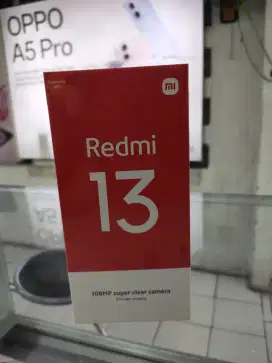 OPPO
A5 Pro
mi
Redmi
13
108MP super-clear camera